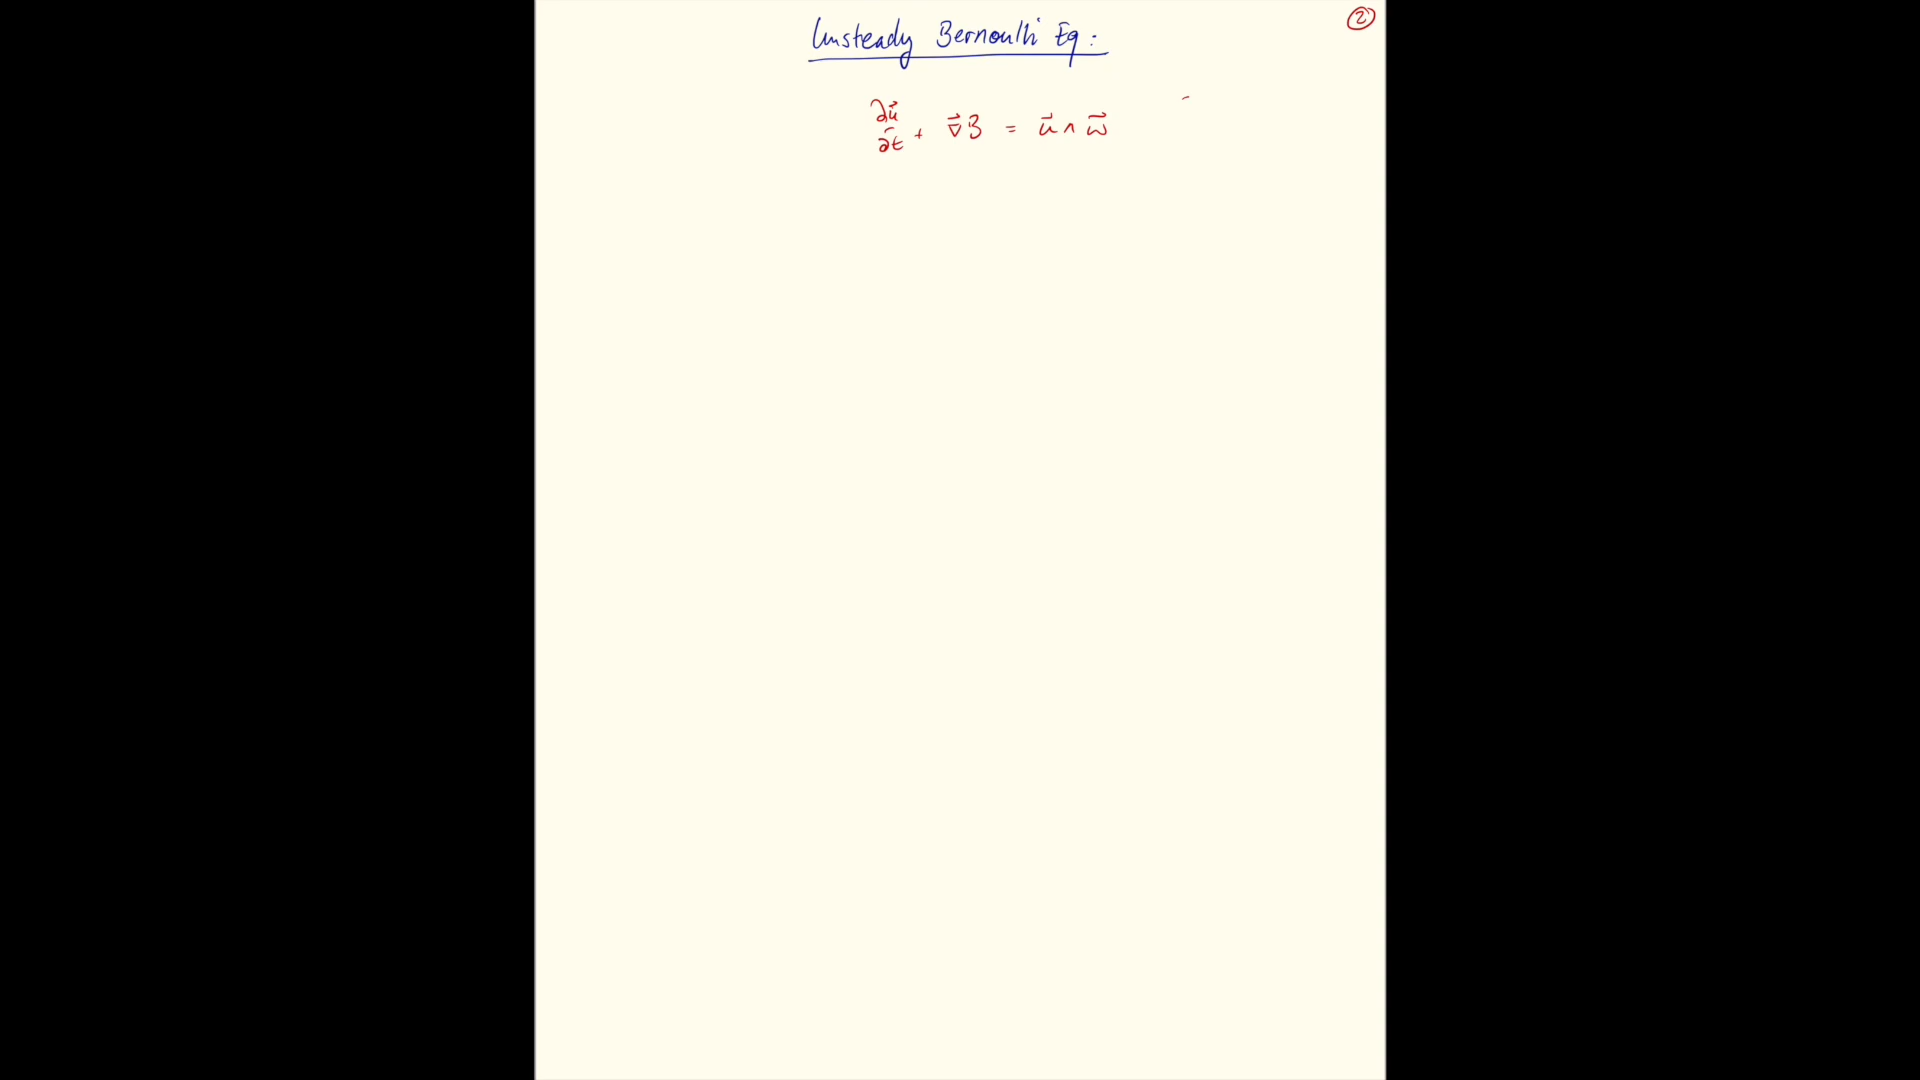 Unsteady Bernoulli Eq :
②
∂u⃗/∂t + ∇⃗B = u⃗ ∧ ω⃗